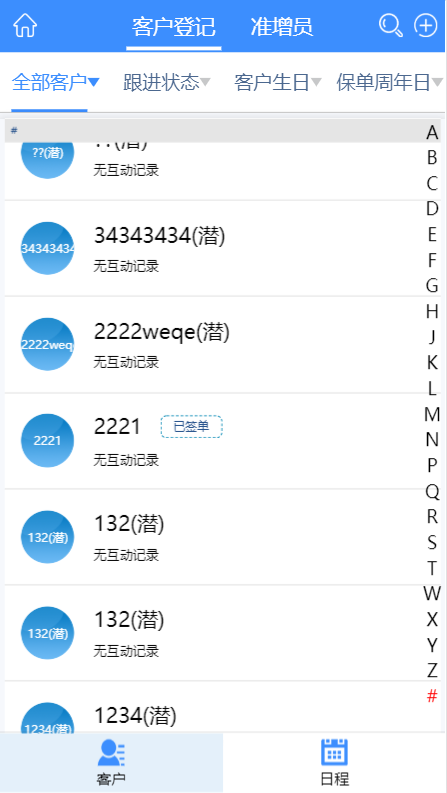 客户登记 准增员
全部客户 跟进状态 客户生日 保单周年日
#
??(潜)
??(潜)
无互动记录
34343434
34343434(潜)
无互动记录
2222weqe(潜)
2222weq
无互动记录
2221 已签单
2221
无互动记录
132(潜)
132(潜)
无互动记录
132(潜)
132(潜)
无互动记录
1234(潜)
1234(潜)
A
B
C
D
E
F
G
H
J
K
L
M
N
P
Q
R
S
T
W
X
Y
Z
#
客户 日程